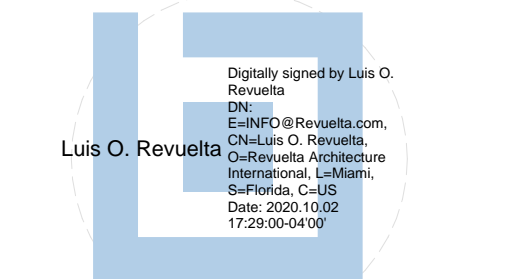 Luis O. Revuelta
Digitally signed by Luis O.
Revuelta
DN:
E=INFO@Revuelta.com,
CN=Luis O. Revuelta,
O=Revuelta Architecture
International, L=Miami,
S=Florida, C=US
Date: 2020.10.02
17:29:00-04'00'